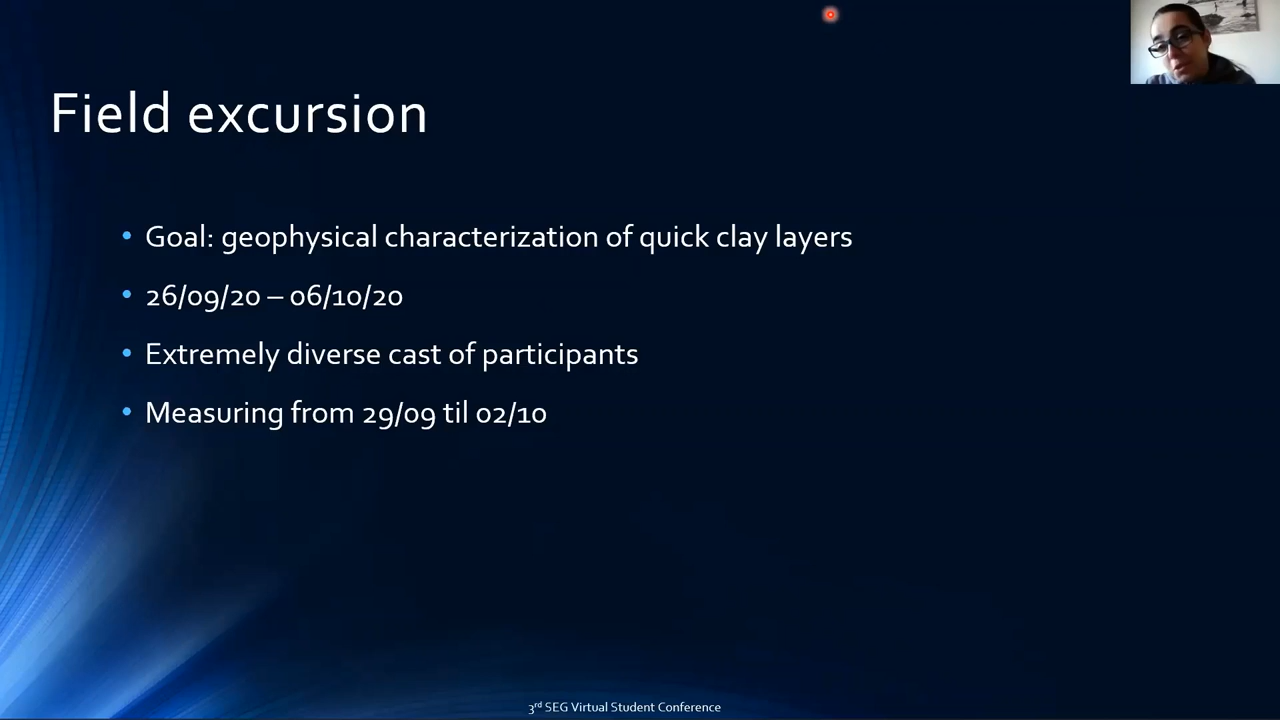 Field excursion
• Goal: geophysical characterization of quick clay layers
• 26/09/20 – 06/10/20
• Extremely diverse cast of participants
• Measuring from 29/09 til 02/10
3rd SEG Virtual Student Conference